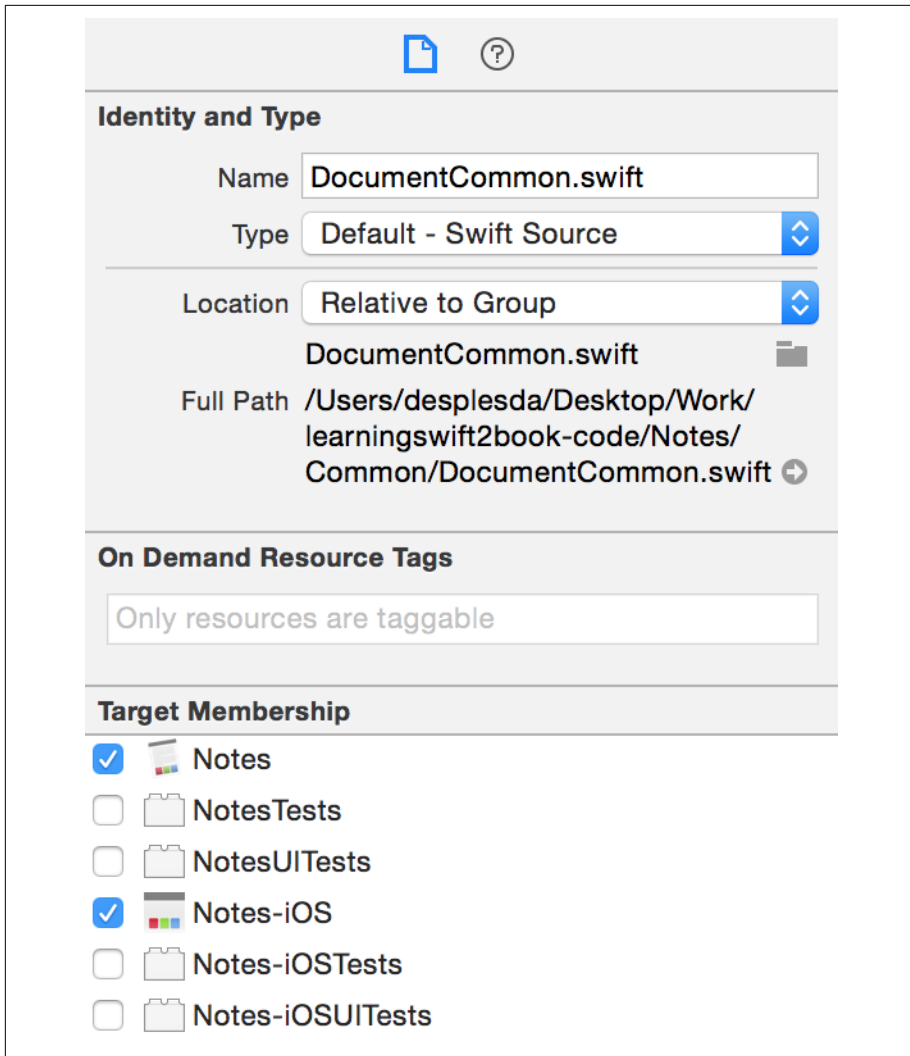 Identity and Type
Name DocumentCommon.swift
Type Default - Swift Source
Location Relative to Group
DocumentCommon.swift
Full Path /Users/desplesda/Desktop/Work/
learningswift2book-code/Notes/
Common/DocumentCommon.swift
On Demand Resource Tags
Only resources are taggable
Target Membership
Notes
NotesTests
NotesUITests
Notes-iOS
Notes-iOSTests
Notes-iOSUITests